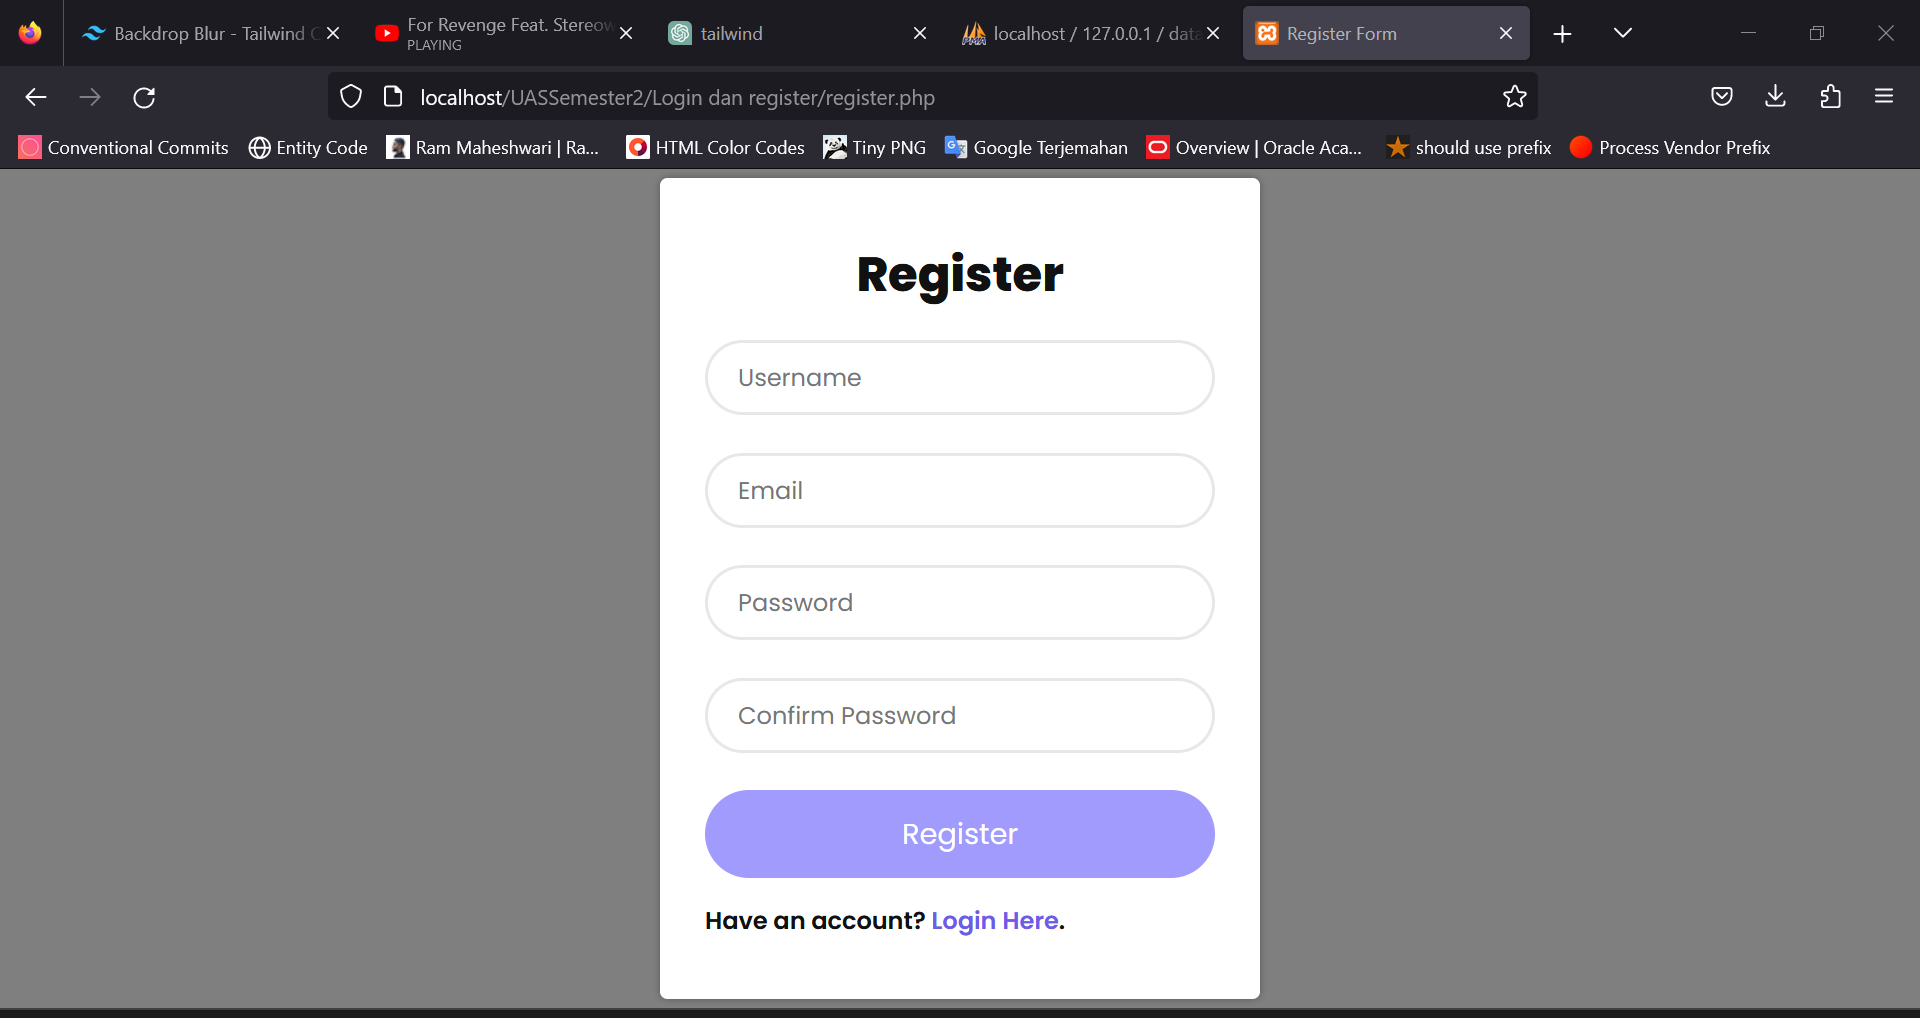 Backdrop Blur - Tailwind C
For Revenge Feat. Stereow
PLAYING
tailwind
localhost / 127.0.0.1 / data
Register Form
localhost/UASSemester2/Login dan register/register.php
Conventional Commits
Entity Code
Ram Maheshwari | Ra...
HTML Color Codes
Tiny PNG
Google Terjemahan
Overview | Oracle Aca...
should use prefix
Process Vendor Prefix
Register
Username
Email
Password
Confirm Password
Register
Have an account? Login Here.